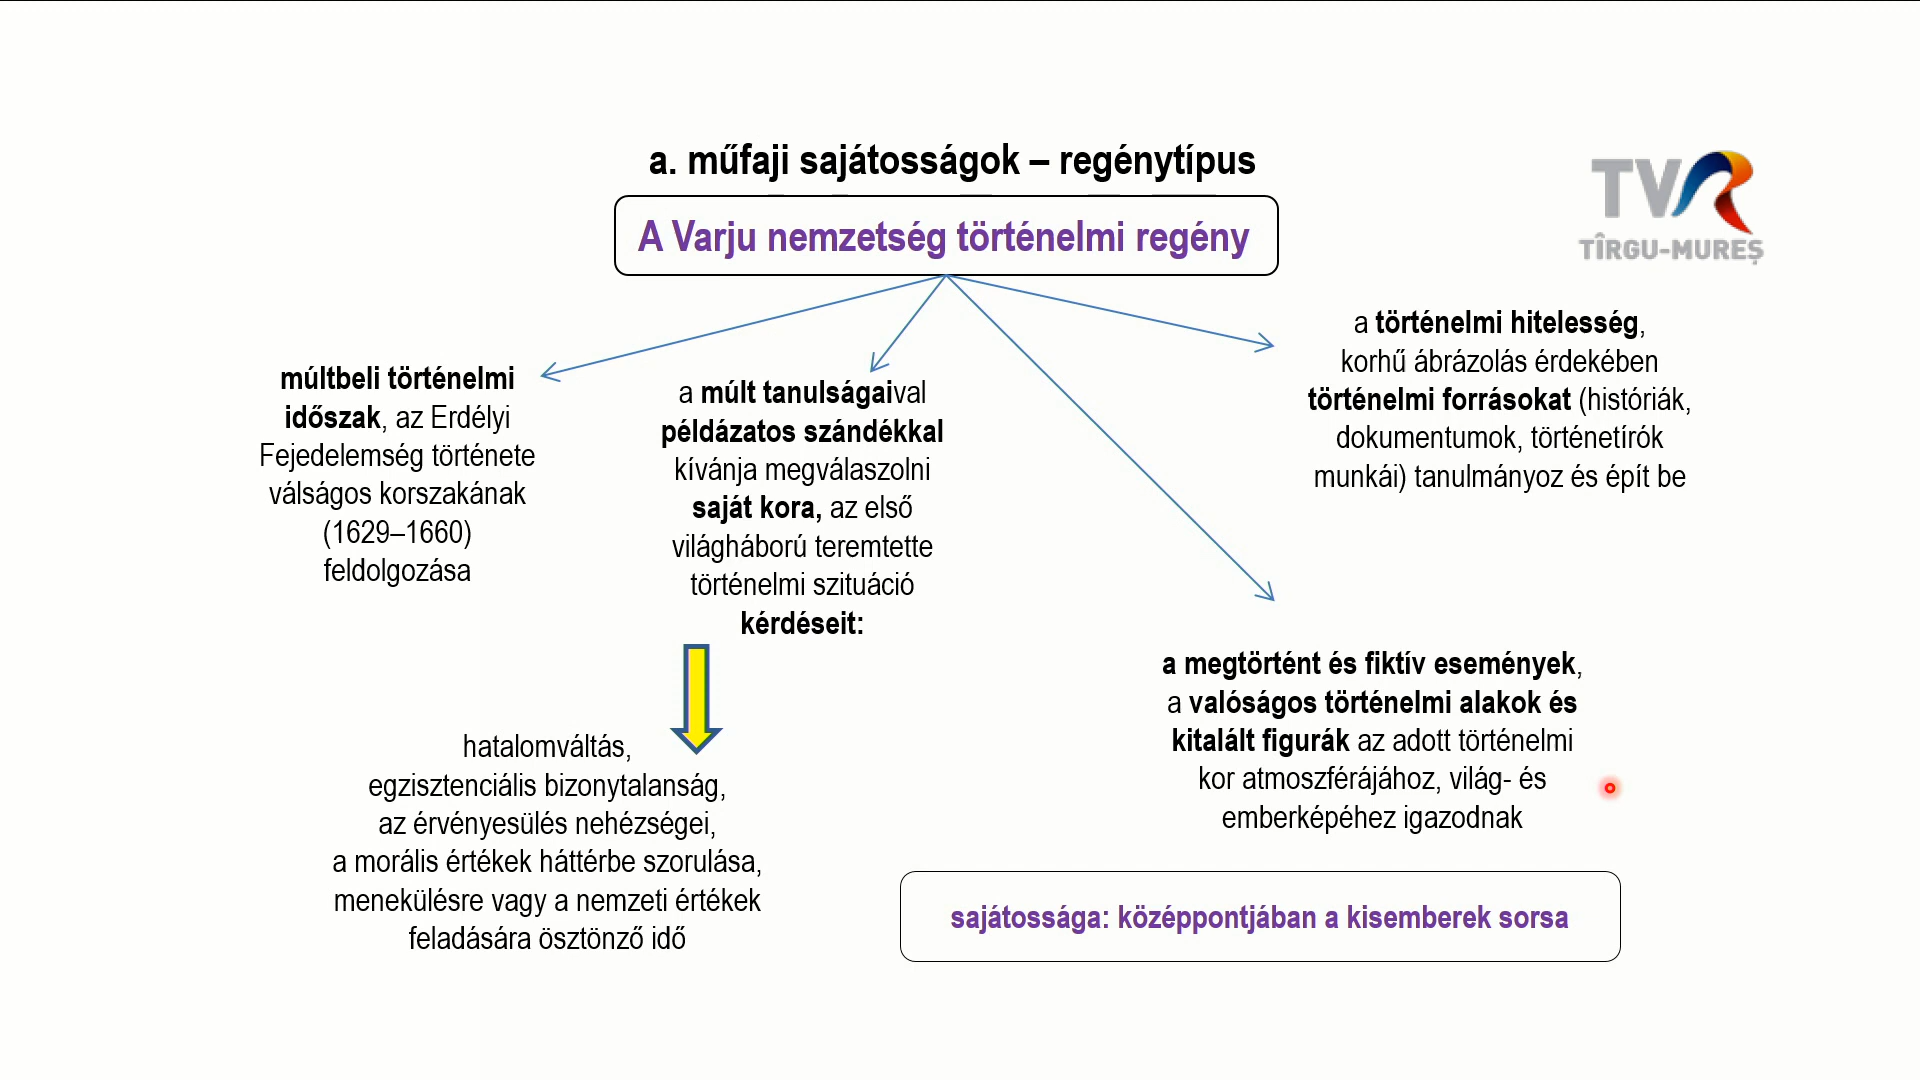 a. műfaji sajátosságok – regénytípus
A Varju nemzetség történelmi regény
TVR
TÎRGU-MUREȘ
múltbeli történelmi
időszak, az Erdélyi
Fejedelemség története
válságos korszakának
(1629–1660)
feldolgozása
a múlt tanulságaival
példázatos szándékkal
kívánja megválaszolni
saját kora, az első
világháború teremtette
történelmi szituáció
kérdéseit:
hatalomváltás,
egzisztenciális bizonytalanság,
az érvényesülés nehézségei,
a morális értékek háttérbe szorulása,
menekülésre vagy a nemzeti értékek
feladására ösztönző idő
a történelmi hitelesség,
korhű ábrázolás érdekében
történelmi forrásokat (históriák,
dokumentumok, történetírók
munkái) tanulmányoz és épít be
a megtörtént és fiktív események,
a valóságos történelmi alakok és
kitalált figurák az adott történelmi
kor atmoszférájához, világ- és
emberképéhez igazodnak
sajátossága: középpontjában a kisemberek sorsa